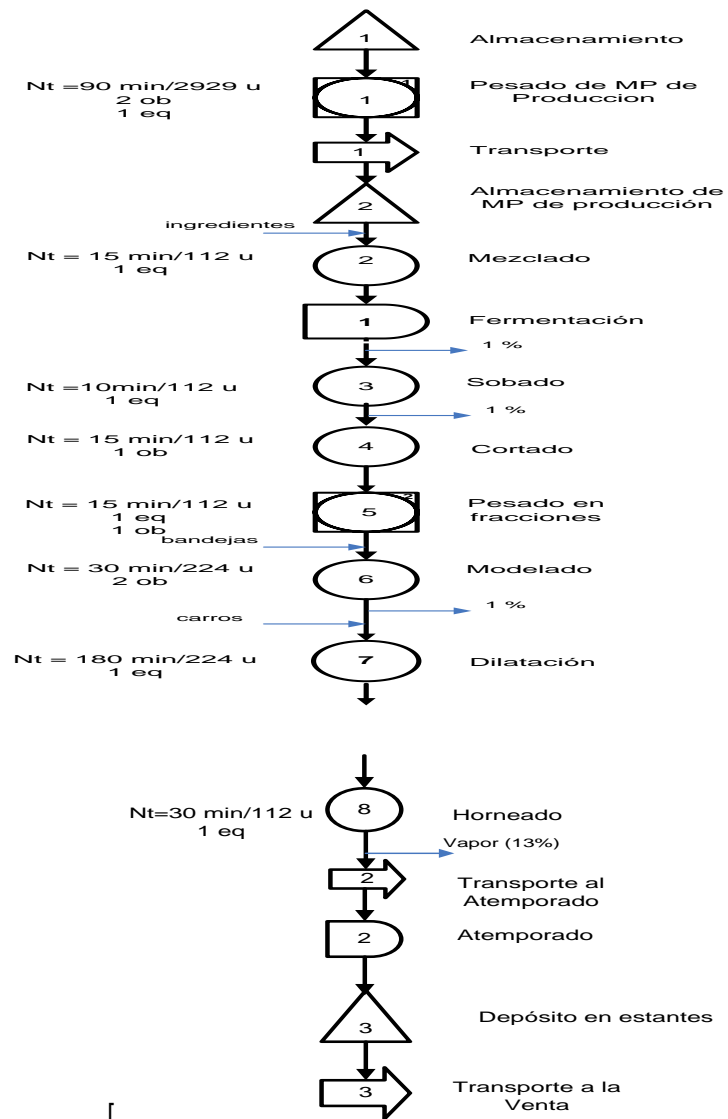 1
Almacenamiento
Nt =90 min/2929 u
2 ob
1 eq
1
1
Pesado de MP de
Produccion
1
Transporte
2
Almacenamiento de
MP de producción
ingredientes
Nt = 15 min/112 u
1 eq
2
Mezclado
1
Fermentación
1 %
Nt =10min/112 u
1 eq
3
Sobado
1 %
Nt = 15 min/112 u
1 ob
4
Cortado
Nt = 15 min/112 u
1 eq
1 ob
2
5
Pesado en
fracciones
bandejas
Nt = 30 min/224 u
2 ob
6
Modelado
1 %
carros
Nt = 180 min/224 u
1 eq
7
Dilatación
Nt=30 min/112 u
1 eq
8
Horneado
Vapor (13%)
2
Transporte al
Atemporado
2
Atemporado
3
Depósito en estantes
3
Transporte a la
Venta
[